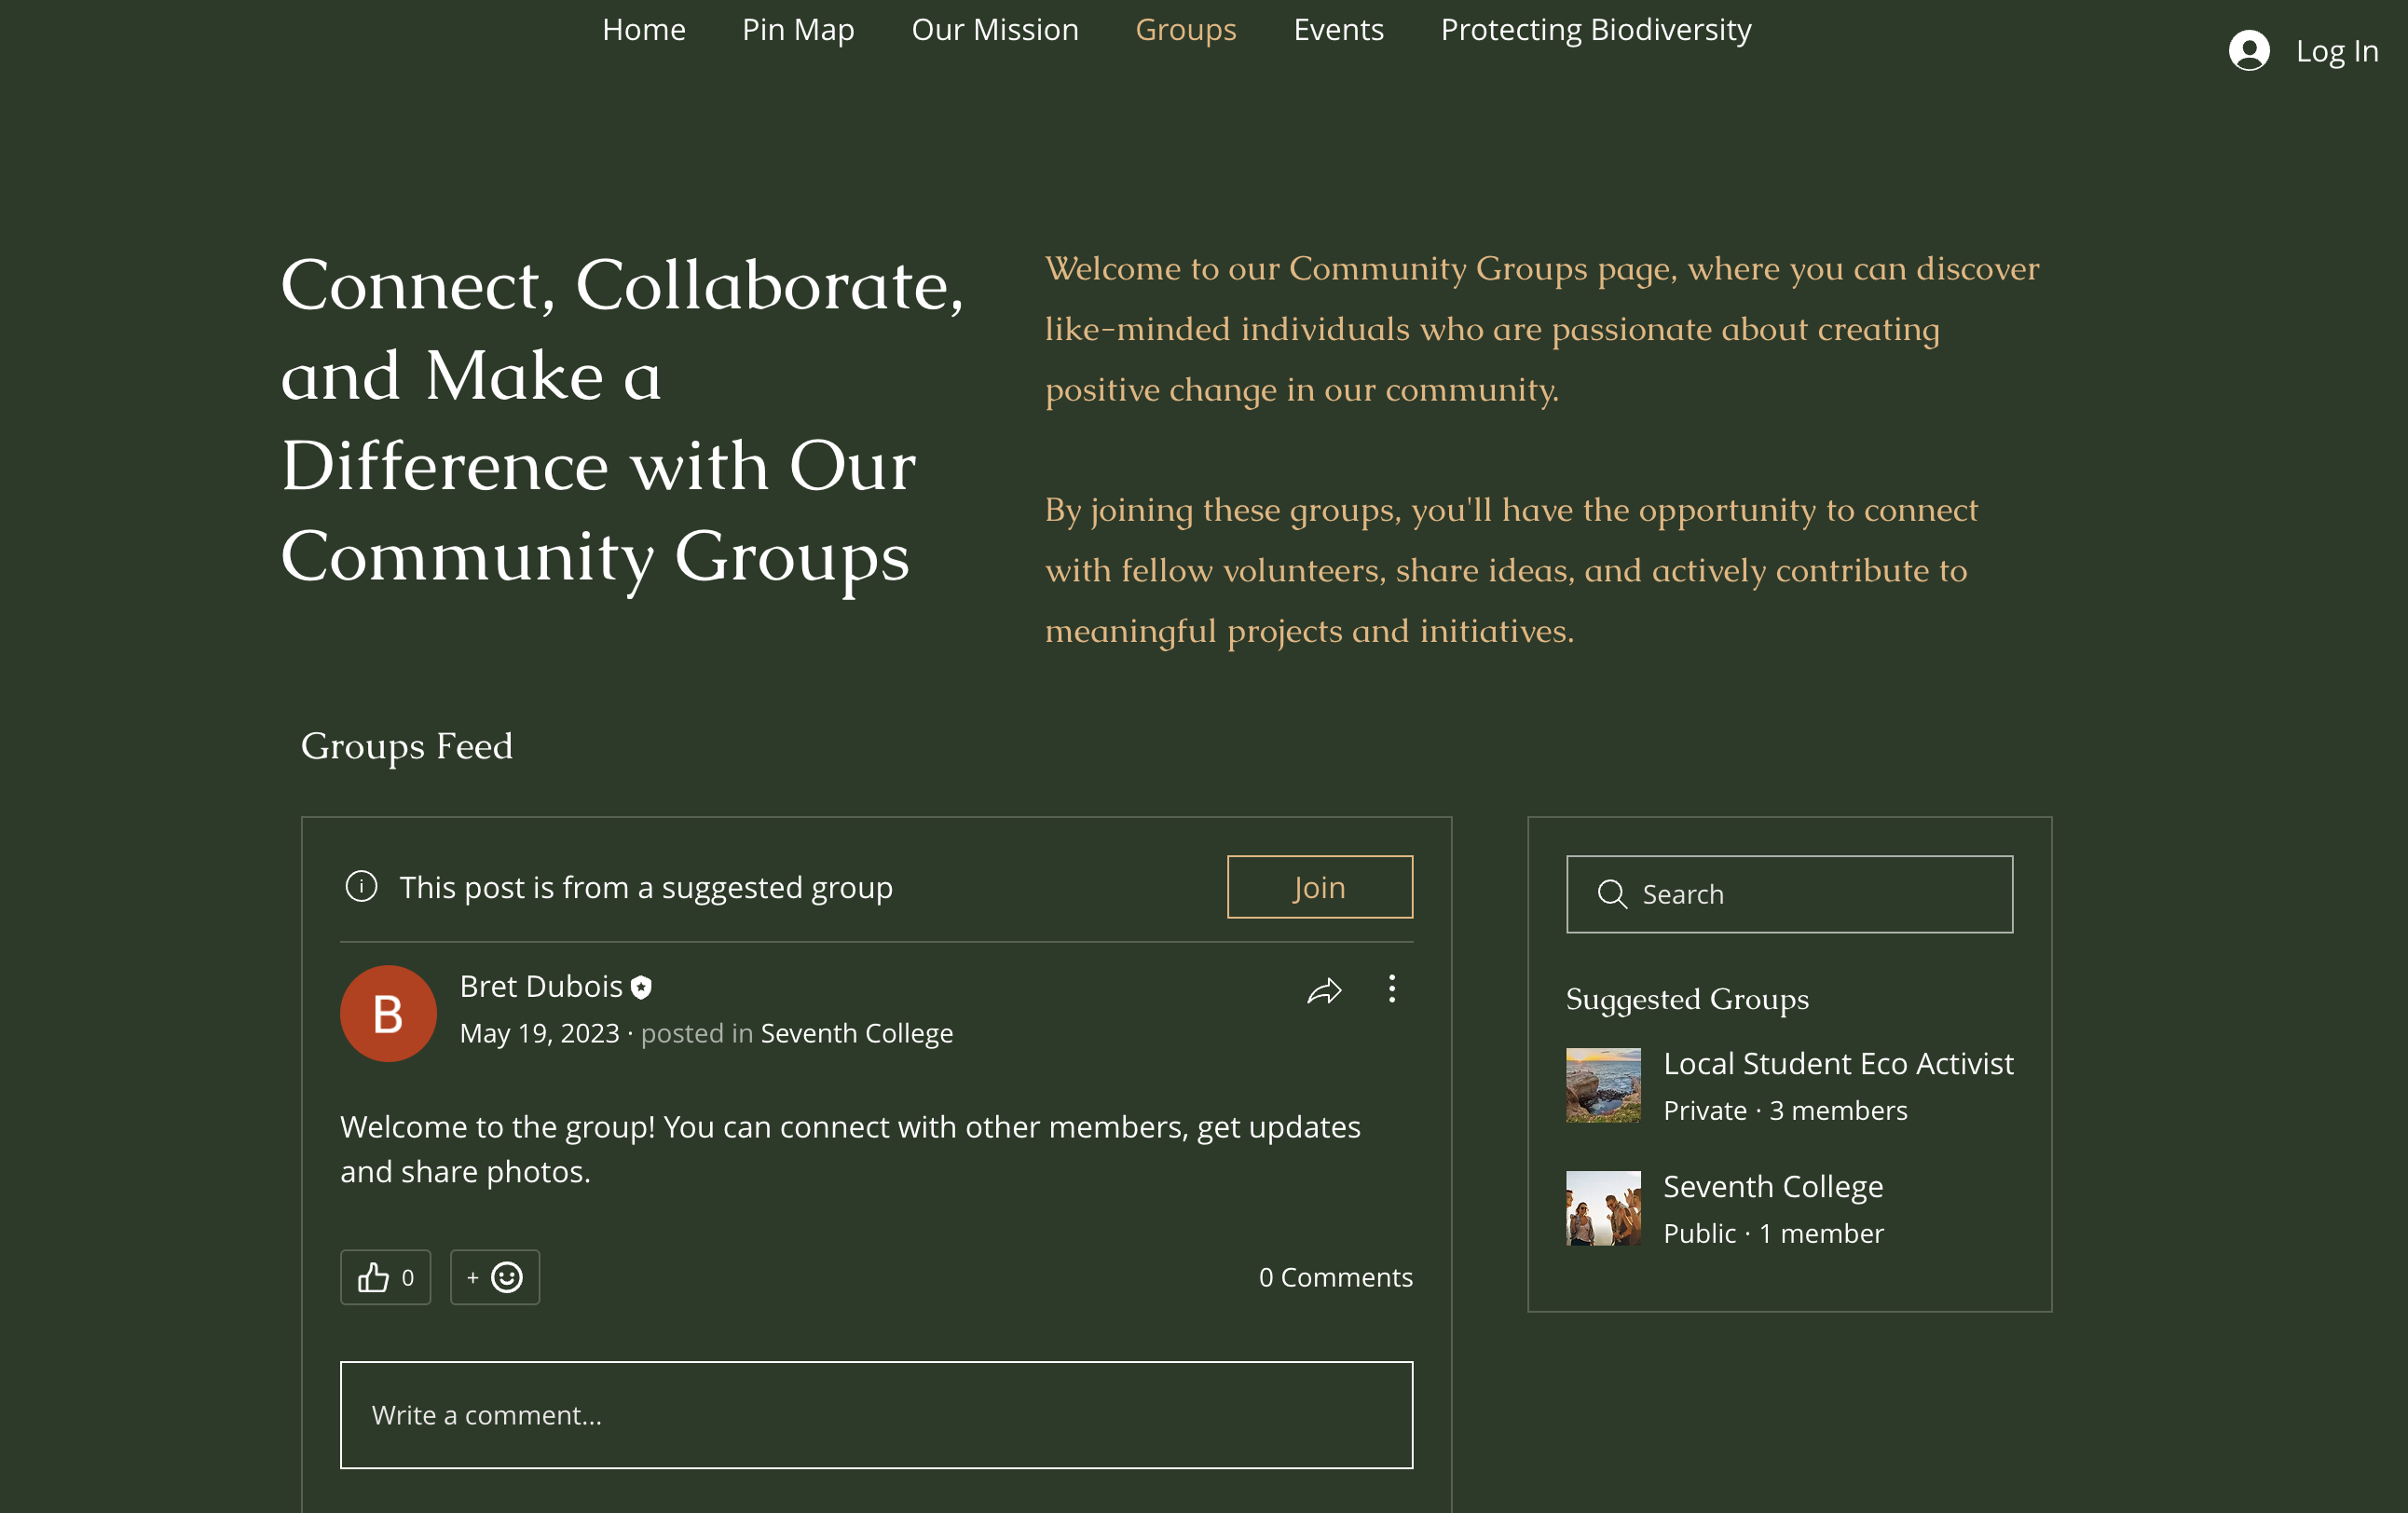 Home Pin Map Our Mission Groups Events Protecting Biodiversity
Log In
Connect, Collaborate,
and Make a
Difference with Our
Community Groups
Welcome to our Community Groups page, where you can discover
like-minded individuals who are passionate about creating
positive change in our community.
By joining these groups, you'll have the opportunity to connect
with fellow volunteers, share ideas, and actively contribute to
meaningful projects and initiatives.
Groups Feed
This post is from a suggested group
Join
B
Bret Dubois
May 19, 2023 · posted in Seventh College
Welcome to the group! You can connect with other members, get updates
and share photos.
0
+
0 Comments
Write a comment...
Search
Suggested Groups
Local Student Eco Activist
Private · 3 members
Seventh College
Public · 1 member